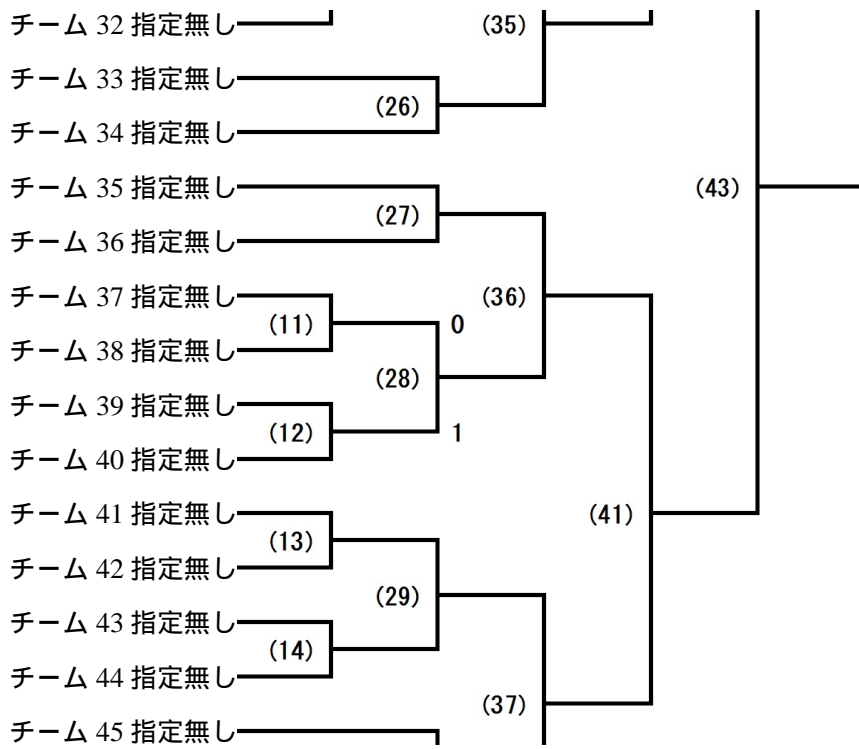 チーム 32 指定無し
(35)
チーム 33 指定無し
(26)
チーム 34 指定無し
チーム 35 指定無し
(43)
(27)
チーム 36 指定無し
チーム 37 指定無し
(36)
(11)
0
チーム 38 指定無し
(28)
チーム 39 指定無し
(12)
1
チーム 40 指定無し
チーム 41 指定無し
(41)
(13)
チーム 42 指定無し
(29)
チーム 43 指定無し
(14)
チーム 44 指定無し
(37)
チーム 45 指定無し